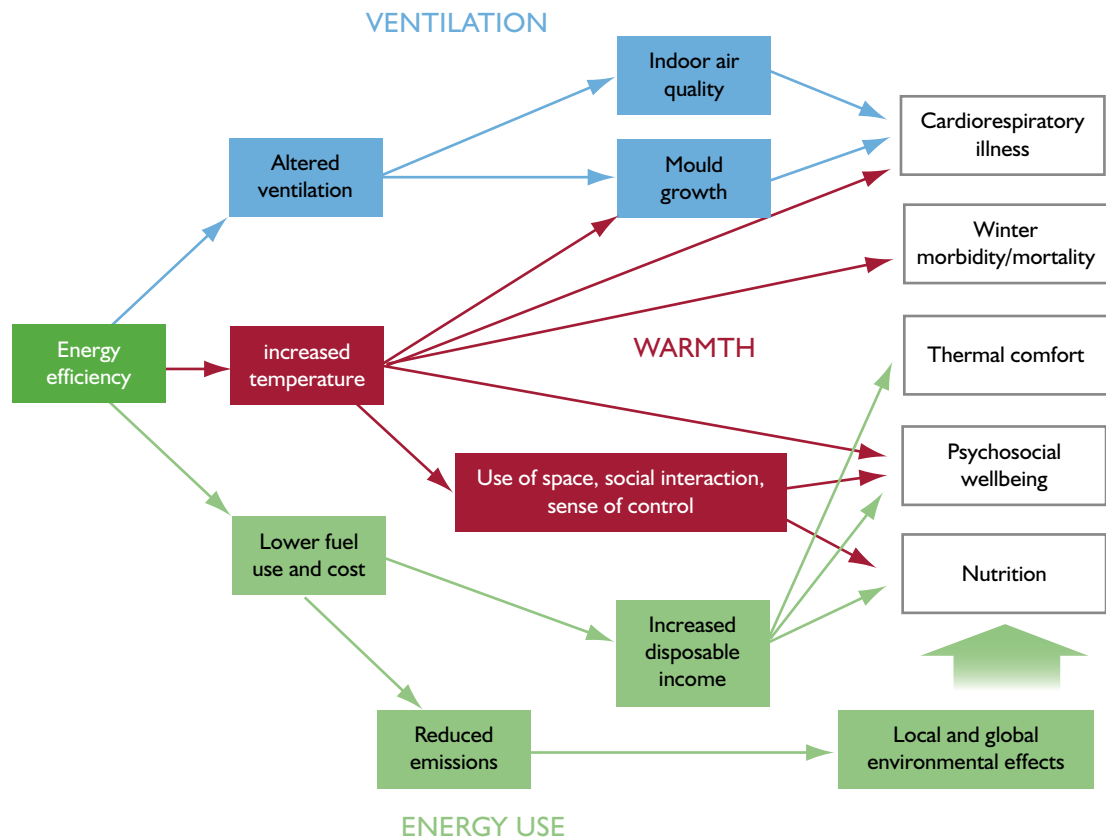 VENTILATION
Indoor air
quality
Cardiorespiratory
illness
Altered
ventilation
Mould
growth
Winter
morbidity/mortality
Energy
efficiency
increased
temperature
WARMTH
Thermal comfort
Use of space, social interaction,
sense of control
Psychosocial
wellbeing
Lower fuel
use and cost
Nutrition
Increased
disposable
income
Reduced
emissions
Local and global
environmental effects
ENERGY USE